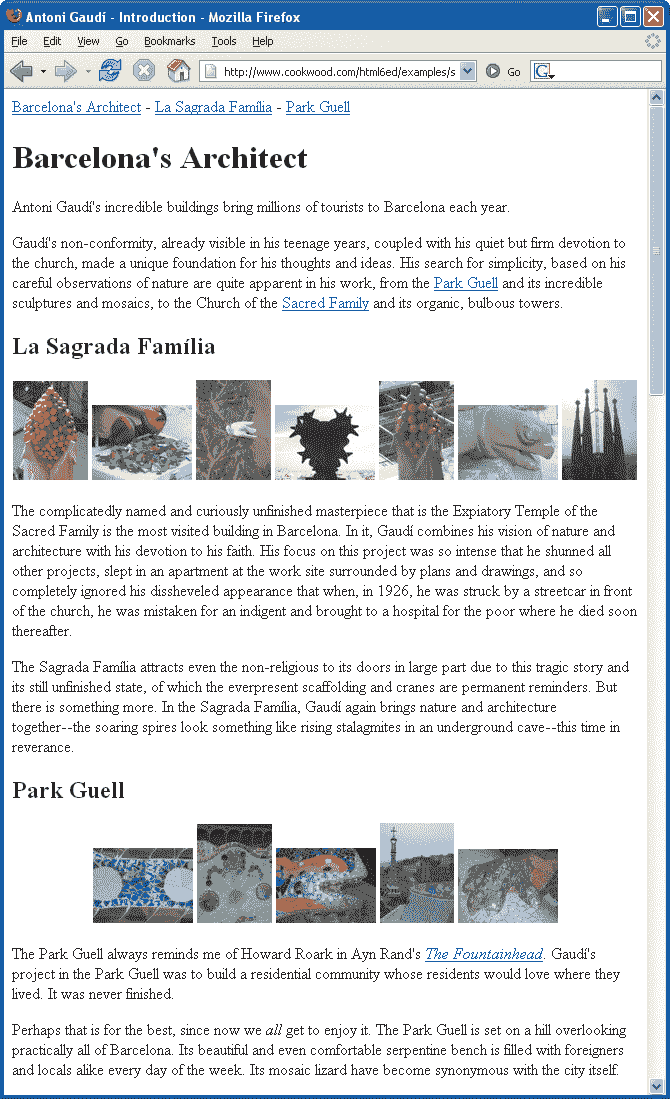 Antoni Gaudí - Introduction - Mozilla Firefox
File Edit View Go Bookmarks Tools Help
http://www.cookwood.com/html6ed/examples/s Go G
Barcelona's Architect - La Sagrada Família - Park Guell
Barcelona's Architect
Antoni Gaudí's incredible buildings bring millions of tourists to Barcelona each year.
Gaudí's non-conformity, already visible in his teenage years, coupled with his quiet but firm devotion to
the church, made a unique foundation for his thoughts and ideas. His search for simplicity, based on his
careful observations of nature are quite apparent in his work, from the Park Guell and its incredible
sculptures and mosaics, to the Church of the Sacred Family and its organic, bulbous towers.
La Sagrada Família
The complicatedly named and curiously unfinished masterpiece that is the Expiatory Temple of the
Sacred Family is the most visited building in Barcelona. In it, Gaudí combines his vision of nature and
architecture with his devotion to his faith. His focus on this project was so intense that he shunned all
other projects, slept in an apartment at the work site surrounded by plans and drawings, and so
completely ignored his dissheveled appearance that when, in 1926, he was struck by a streetcar in front
of the church, he was mistaken for an indigent and brought to a hospital for the poor where he died soon
thereafter.
The Sagrada Família attracts even the non-religious to its doors in large part due to this tragic story and
its still unfinished state, of which the everpresent scaffolding and cranes are permanent reminders. But
there is something more. In the Sagrada Família, Gaudí again brings nature and architecture
together--the soaring spires look something like rising stalagmites in an underground cave--this time in
reverance.
Park Guell
The Park Guell always reminds me of Howard Roark in Ayn Rand's The Fountainhead. Gaudí's
project in the Park Guell was to build a residential community whose residents would love where they
lived. It was never finished.
Perhaps that is for the best, since now we all get to enjoy it. The Park Guell is set on a hill overlooking
practically all of Barcelona. Its beautiful and even comfortable serpentine bench is filled with foreigners
and locals alike every day of the week. Its mosaic lizard have become synonymous with the city itself.